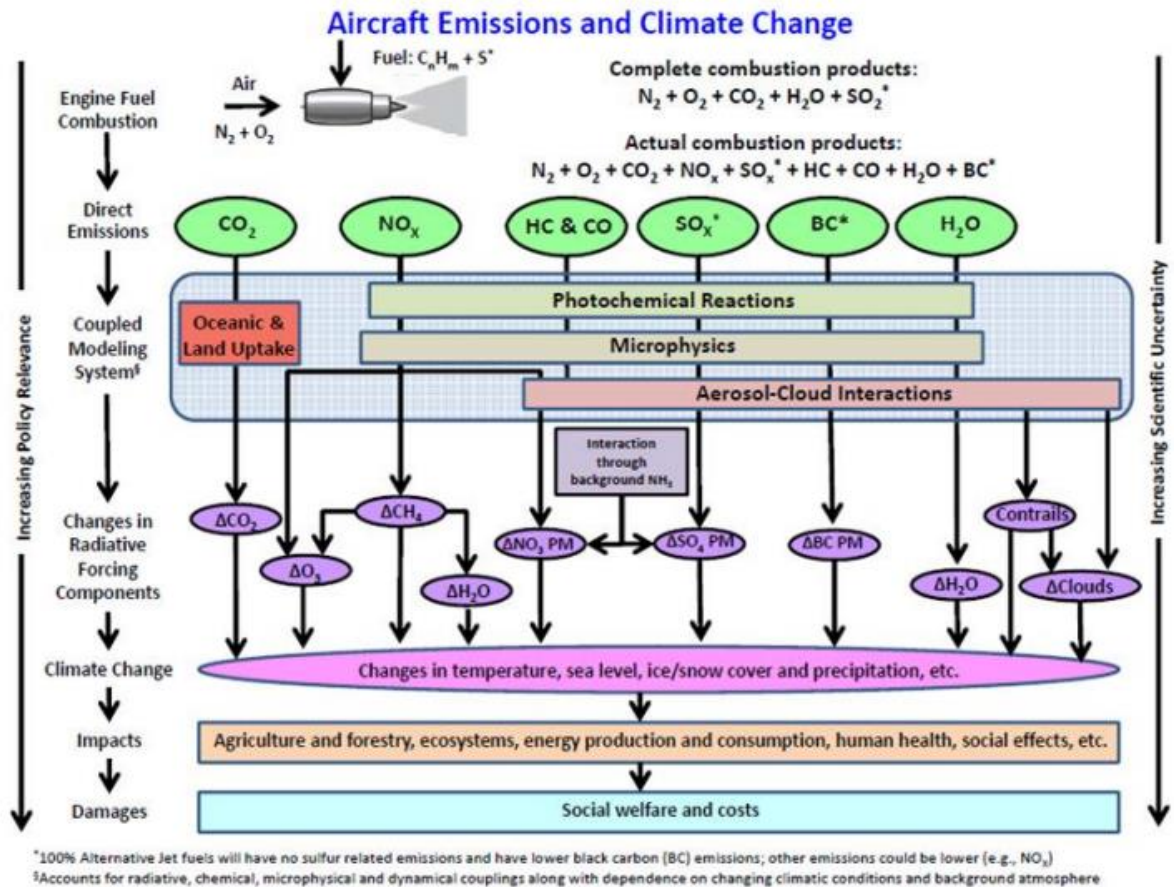 Aircraft Emissions and Climate Change
Fuel: CₙHₘ + S*
Air
N₂ + O₂
Complete combustion products:
N₂ + O₂ + CO₂ + H₂O + SO₂*
Actual combustion products:
N₂ + O₂ + CO₂ + NOₓ + SOₓ* + HC + CO + H₂O + BC*
Engine Fuel
Combustion
Direct
Emissions
CO₂
NOₓ
HC & CO
SOₓ*
BC*
H₂O
Coupled
Modeling
System§
Oceanic &
Land Uptake
Photochemical Reactions
Microphysics
Aerosol-Cloud Interactions
Interaction
through
background NH₃
Changes in
Radiative
Forcing
Components
ΔCO₂
ΔCH₄
ΔO₃
ΔH₂O
ΔNO₃ PM
ΔSO₄ PM
ΔBC PM
ΔH₂O
Contrails
ΔClouds
Climate Change
Changes in temperature, sea level, ice/snow cover and precipitation, etc.
Impacts
Agriculture and forestry, ecosystems, energy production and consumption, human health, social effects, etc.
Damages
Social welfare and costs
Increasing Policy Relevance
Increasing Scientific Uncertainty
*100% Alternative Jet fuels will have no sulfur related emissions and have lower black carbon (BC) emissions; other emissions could be lower (e.g., NOₓ)
§Accounts for radiative, chemical, microphysical and dynamical couplings along with dependence on changing climatic conditions and background atmosphere